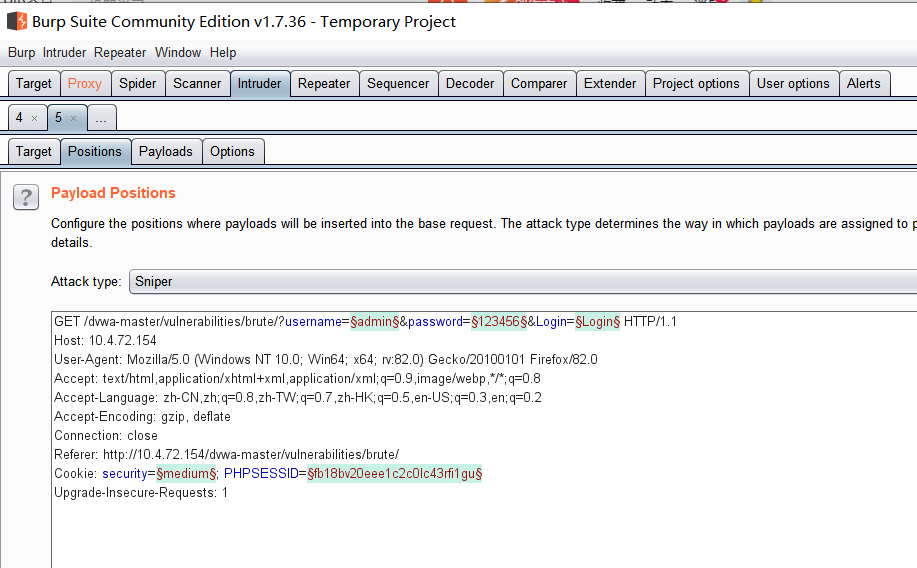 Burp Suite Community Edition v1.7.36 - Temporary Project
Burp Intruder Repeater Window Help
Target Proxy Spider Scanner Intruder Repeater Sequencer Decoder Comparer Extender Project options User options Alerts
4 × 5 × ...
Target Positions Payloads Options
? Payload Positions
Configure the positions where payloads will be inserted into the base request. The attack type determines the way in which payloads are assigned to p
details.
Attack type: Sniper
GET /dvwa-master/vulnerabilities/brute/?username=§admin§&password=§123456§&Login=§Login§ HTTP/1.1
Host: 10.4.72.154
User-Agent: Mozilla/5.0 (Windows NT 10.0; Win64; x64; rv:82.0) Gecko/20100101 Firefox/82.0
Accept: text/html,application/xhtml+xml,application/xml;q=0.9,image/webp,*/*;q=0.8
Accept-Language: zh-CN,zh;q=0.8,zh-TW;q=0.7,zh-HK;q=0.5,en-US;q=0.3,en;q=0.2
Accept-Encoding: gzip, deflate
Connection: close
Referer: http://10.4.72.154/dvwa-master/vulnerabilities/brute/
Cookie: security=§medium§; PHPSESSID=§fb18bv20eee1c2c0lc43rfi1gu§
Upgrade-Insecure-Requests: 1